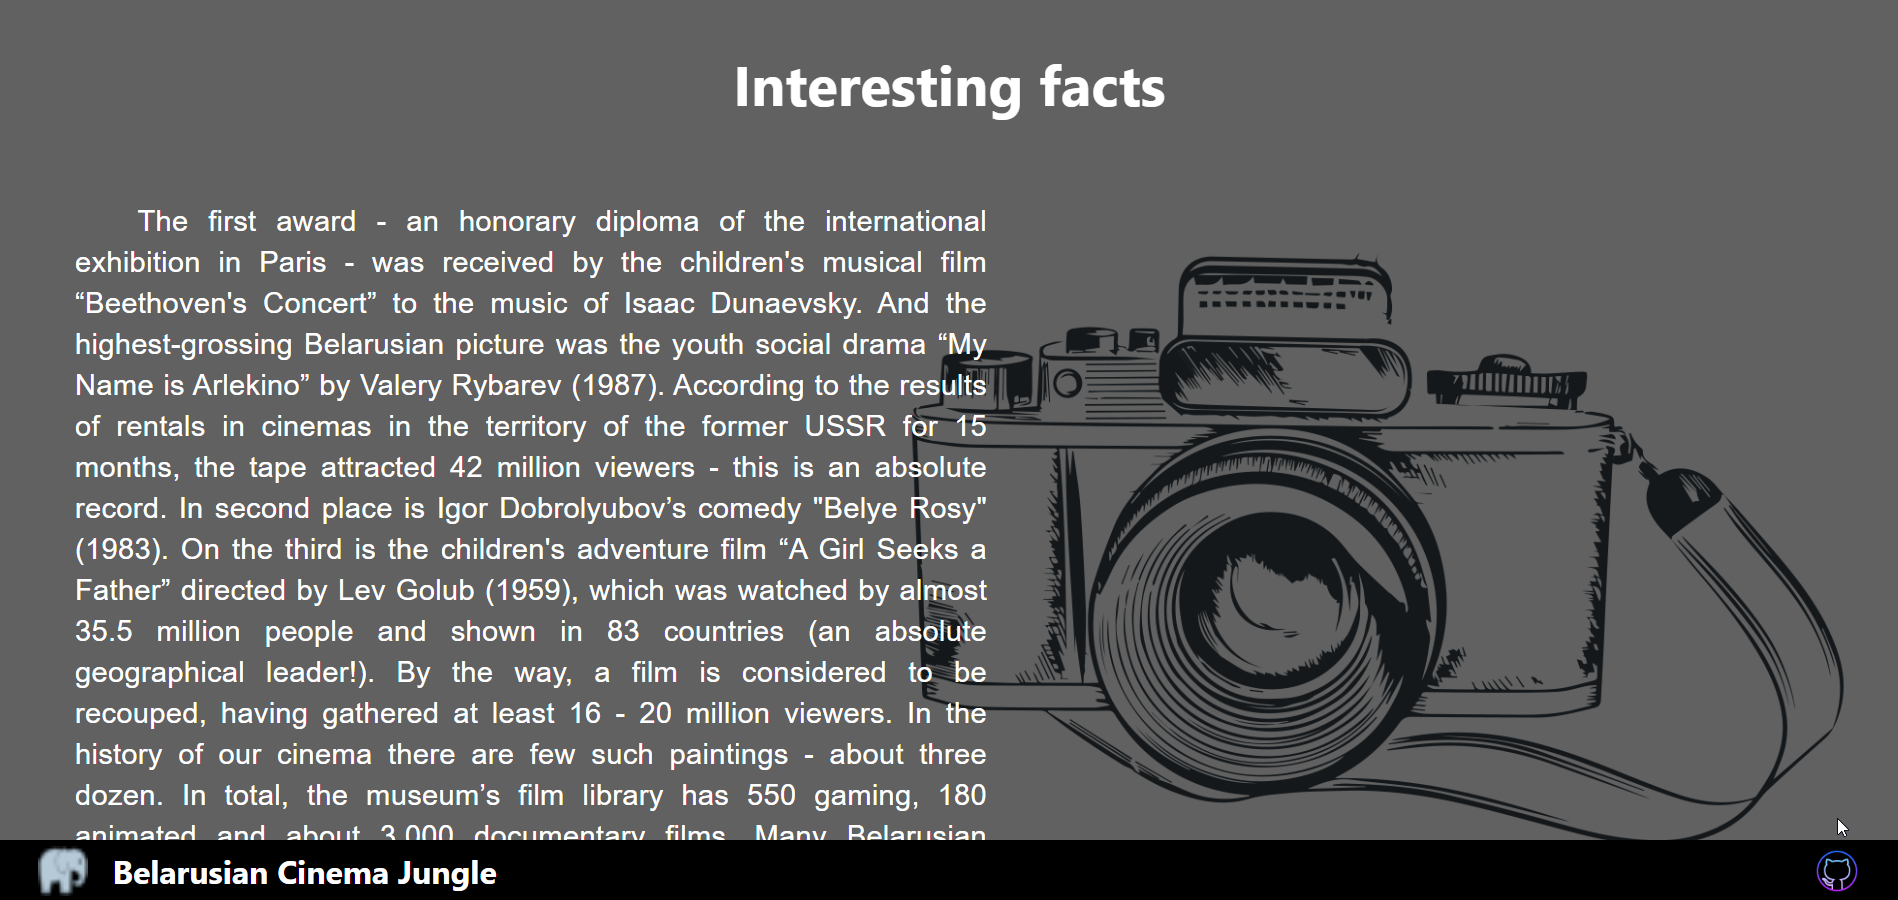 Interesting facts
The first award - an honorary diploma of the international
exhibition in Paris - was received by the children's musical film
“Beethoven's Concert” to the music of Isaac Dunaevsky. And the
highest-grossing Belarusian picture was the youth social drama “My
Name is Arlekino” by Valery Rybarev (1987). According to the results
of rentals in cinemas in the territory of the former USSR for 15
months, the tape attracted 42 million viewers - this is an absolute
record. In second place is Igor Dobrolyubov’s comedy "Belye Rosy"
(1983). On the third is the children's adventure film “A Girl Seeks a
Father” directed by Lev Golub (1959), which was watched by almost
35.5 million people and shown in 83 countries (an absolute
geographical leader!). By the way, a film is considered to be
recouped, having gathered at least 16 - 20 million viewers. In the
history of our cinema there are few such paintings - about three
dozen. In total, the museum’s film library has 550 gaming, 180
animated and about 3,000 documentary films. Many Belarusian
Belarusian Cinema Jungle